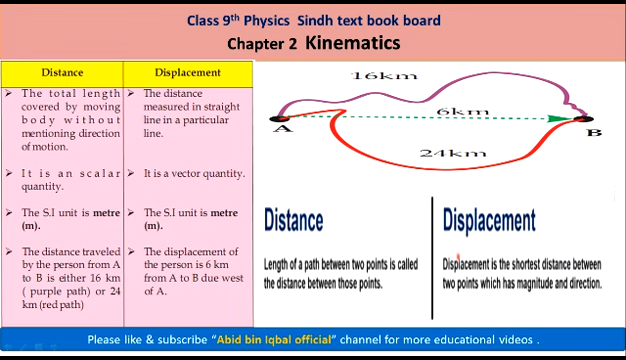 Class 9th Physics Sindh text book board
Chapter 2 Kinematics
Distance
Displacement
➢ The total length
covered by moving
body without
mentioning direction
of motion.
➢ The distance
measured in straight
line in a particular
line.
➢ It is an scalar
quantity.
➢ It is a vector quantity.
➢ The S.I unit is metre
(m).
➢ The S.I unit is metre
(m).
➢ The distance traveled
by the person from A
to B is either 16 km
( purple path) or 24
km (red path)
➢ The displacement of
the person is 6 km
from A to B due west
of A.
16km
6km
A
B
24km
Distance
Length of a path between two points is called
the distance between those points.
Displacement
Displacement is the shortest distance between
two points which has magnitude and direction.
Please like & subscribe “Abid bin Iqbal official” channel for more educational videos .